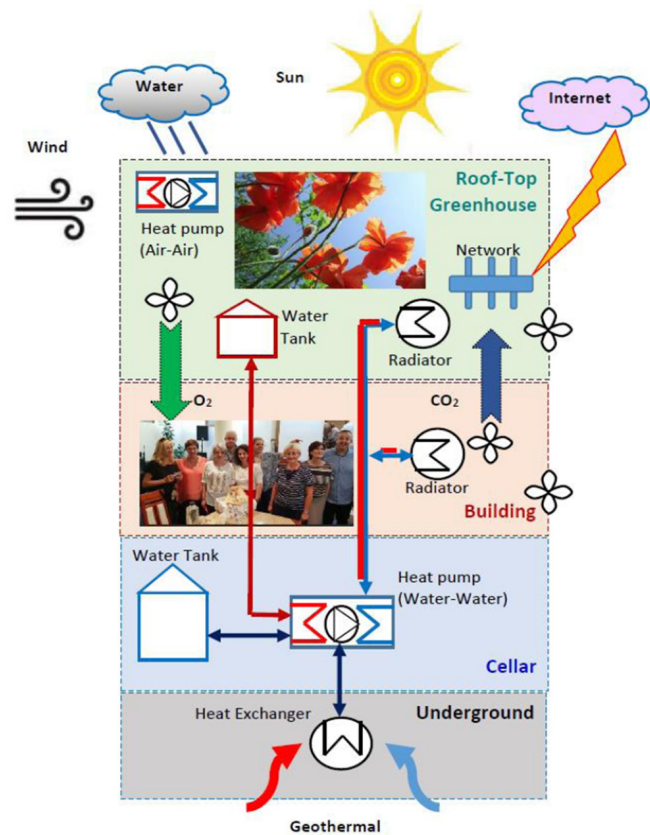 Sun
Water
Internet
Wind
Roof-Top
Greenhouse
Heat pump
(Air-Air)
Network
Water
Tank
Radiator
O₂
CO₂
Radiator
Building
Water Tank
Heat pump
(Water-Water)
Cellar
Heat Exchanger
Underground
Geothermal